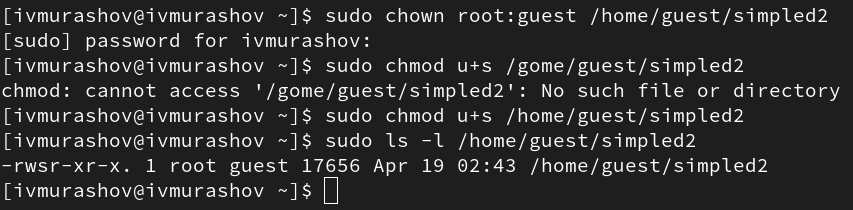 [ivmurashov@ivmurashov ~]$ sudo chown root:guest /home/guest/simpled2
[sudo] password for ivmurashov:
[ivmurashov@ivmurashov ~]$ sudo chmod u+s /gome/guest/simpled2
chmod: cannot access '/gome/guest/simpled2': No such file or directory
[ivmurashov@ivmurashov ~]$ sudo chmod u+s /home/guest/simpled2
[ivmurashov@ivmurashov ~]$ sudo ls -l /home/guest/simpled2
-rwsr-xr-x. 1 root guest 17656 Apr 19 02:43 /home/guest/simpled2
[ivmurashov@ivmurashov ~]$